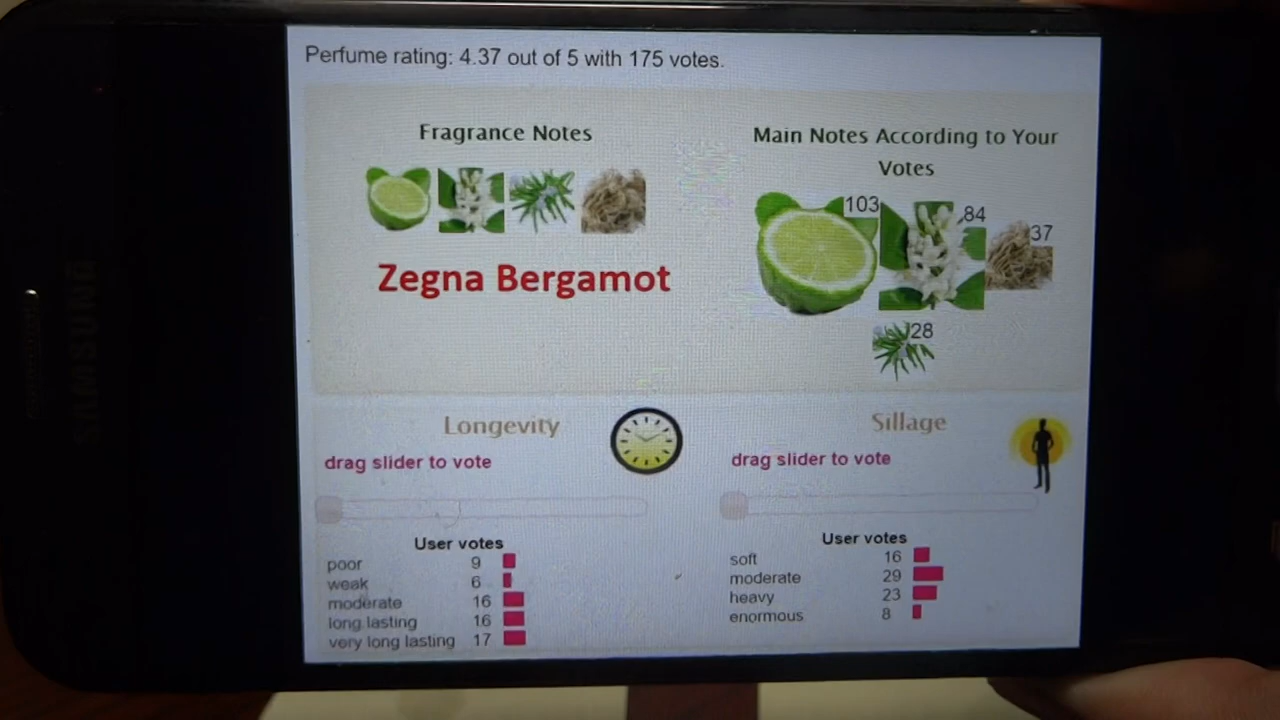 Perfume rating: 4.37 out of 5 with 175 votes.
Fragrance Notes
Zegna Bergamot
Main Notes According to Your
Votes
103
84
37
28
Longevity
drag slider to vote
User votes
poor 9
weak 6
moderate 16
long lasting 16
very long lasting 17
Sillage
drag slider to vote
User votes
soft 16
moderate 29
heavy 23
enormous 8
SAMSUNG